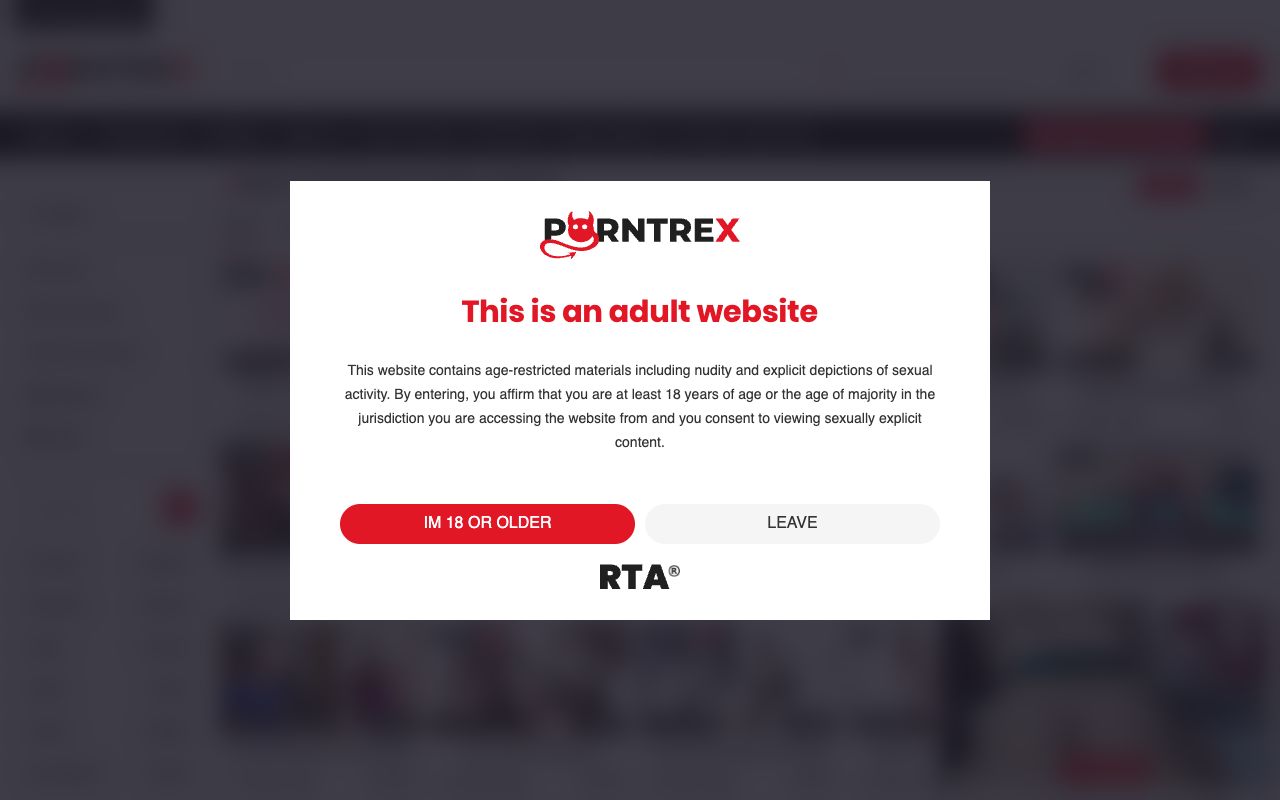 PORNTREX
This is an adult website
This website contains age-restricted materials including nudity and explicit depictions of sexual
activity. By entering, you affirm that you are at least 18 years of age or the age of majority in the
jurisdiction you are accessing the website from and you consent to viewing sexually explicit
content.
IM 18 OR OLDER
LEAVE
RTA®